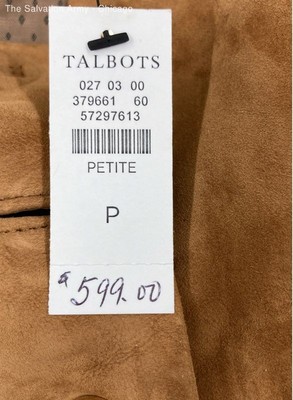 The Salvation Army - Chicago
TALBOTS
027 03 00
379661 60
57297613
PETITE
P
$599.00